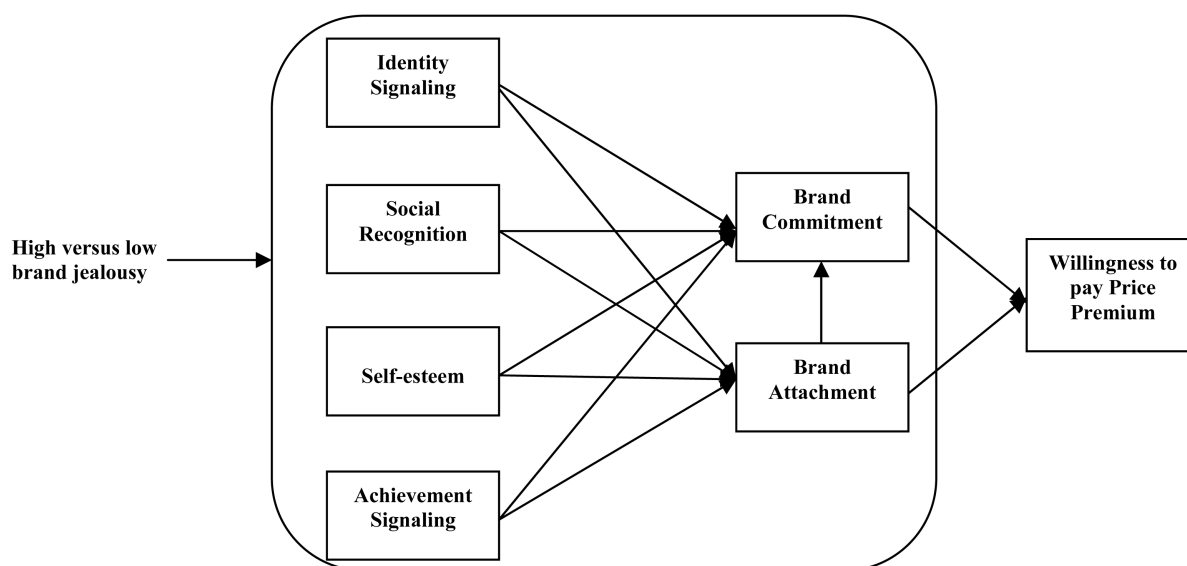 High versus low
brand jealousy
Identity
Signaling
Social
Recognition
Self-esteem
Achievement
Signaling
Brand
Commitment
Brand
Attachment
Willingness to
pay Price
Premium